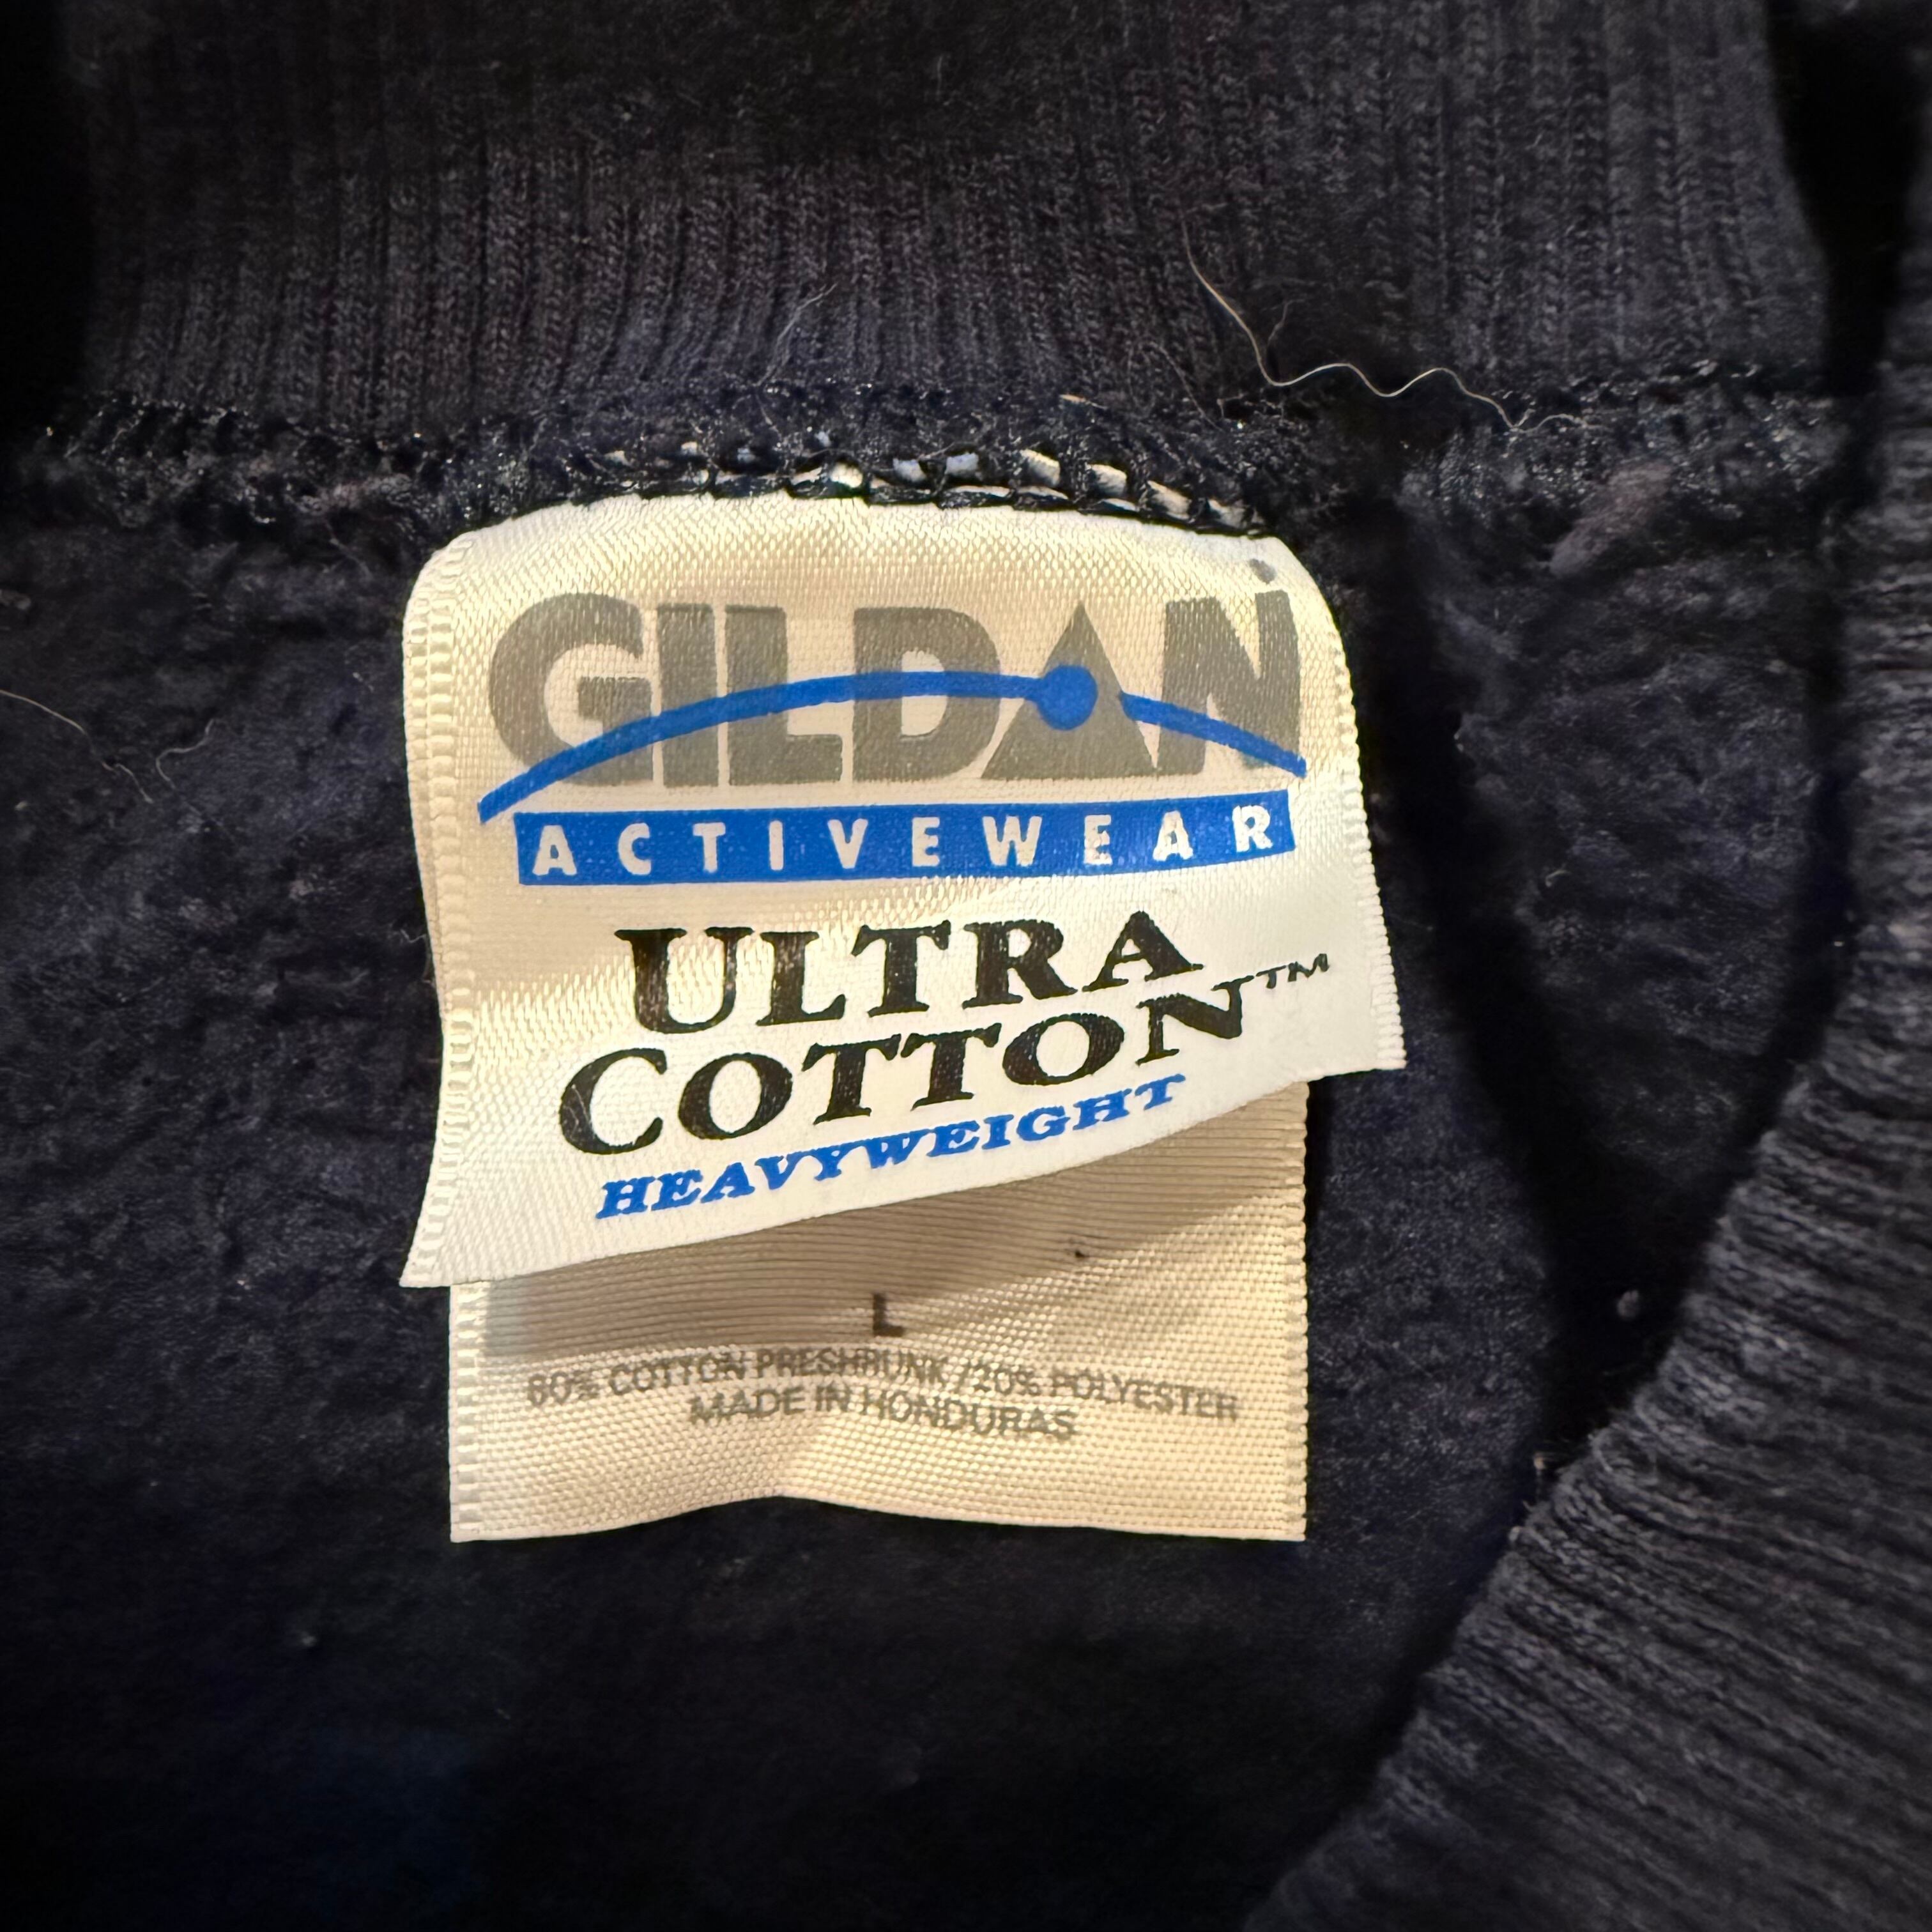 GILDAN
ACTIVEWEAR
ULTRA
COTTON™
HEAVYWEIGHT
L
80% COTTON PRESHRUNK /20% POLYESTER
MADE IN HONDURAS